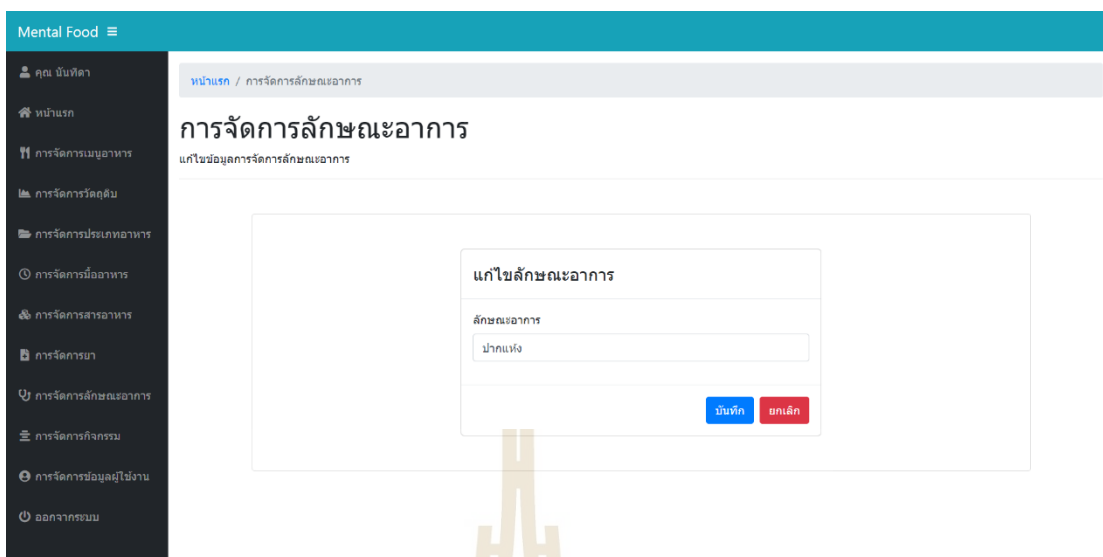 Mental Food
คุณ นันทิตา
หน้าแรก
การจัดการเมนูอาหาร
การจัดการวัตถุดิบ
การจัดการประเภทอาหาร
การจัดการมื้ออาหาร
การจัดการสารอาหาร
การจัดการยา
การจัดการลักษณะอาการ
การจัดการกิจกรรม
การจัดการข้อมูลผู้ใช้งาน
ออกจากระบบ
หน้าแรก / การจัดการลักษณะอาการ
การจัดการลักษณะอาการ
แก้ไขข้อมูลการจัดการลักษณะอาการ
แก้ไขลักษณะอาการ
ลักษณะอาการ
ปากแห้ง
บันทึก ยกเลิก